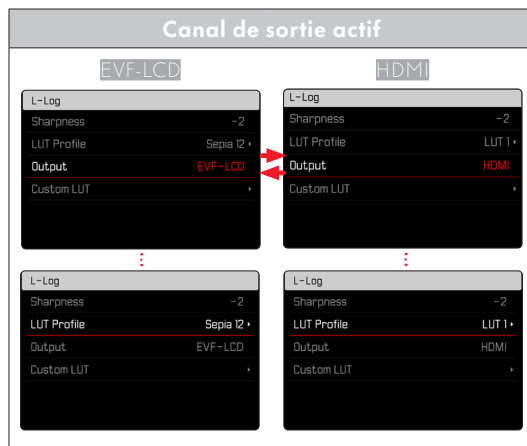 Canal de sortie actif
EVF-LCD
L-Log
Sharpness -2
LUT Profile Sepia 12
Output EVF-LCD
Custom LUT
HDMI
L-Log
Sharpness -2
LUT Profile LUT 1
Output HDMI
Custom LUT
L-Log
Sharpness -2
LUT Profile Sepia 12
Output EVF-LCD
Custom LUT
L-Log
Sharpness -2
LUT Profile LUT 1
Output HDMI
Custom LUT